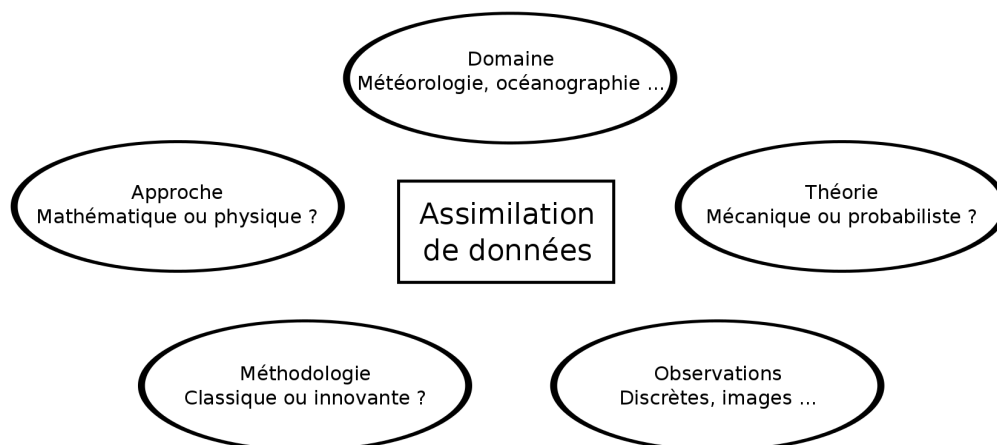 Domaine
Météorologie, océanographie ...
Approche
Mathématique ou physique ?
Assimilation
de données
Théorie
Mécanique ou probabiliste ?
Méthodologie
Classique ou innovante ?
Observations
Discrètes, images ...